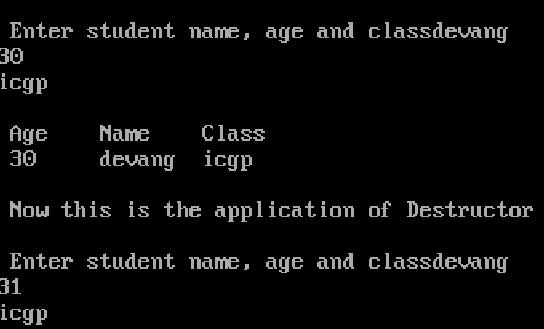 Enter student name, age and classdevang
30
icgp
Age Name Class
30 devang icgp
Now this is the application of Destructor
Enter student name, age and classdevang
31
icgp